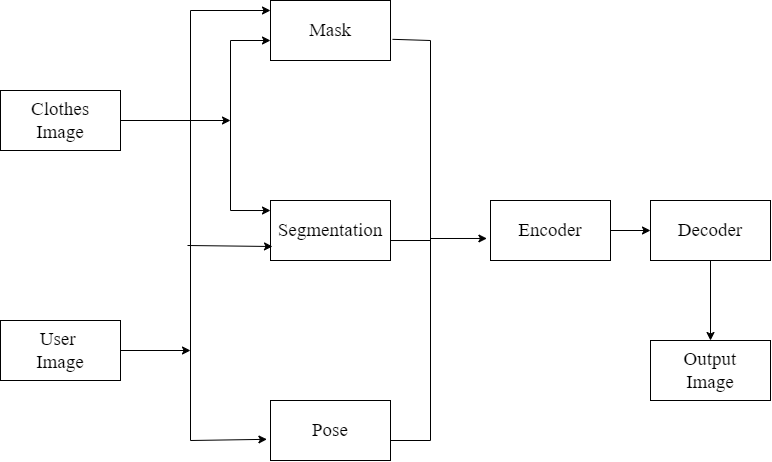 Mask
Clothes
Image
Segmentation
Encoder
Decoder
User
Image
Output
Image
Pose